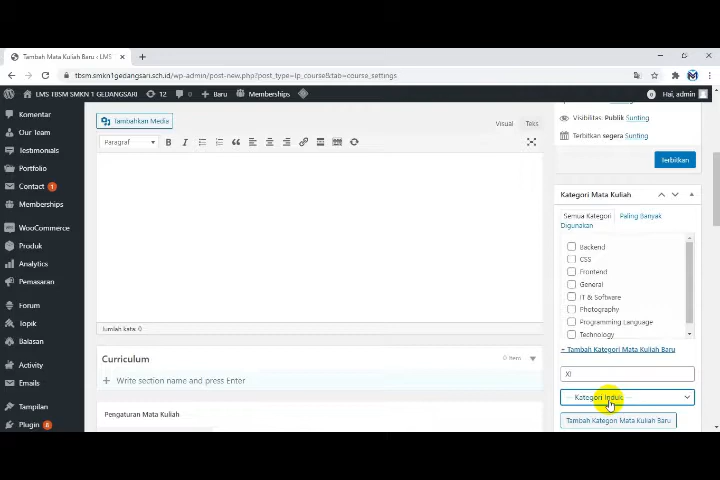 Tambah Mata Kuliah Baru ‹ LMS
tbsm.smkn1gedangsari.sch.id/wp-admin/post-new.php?post_type=lp_course&tab=course_settings
LMS TBSM SMKN 1 GEDANGSARI 12 0 + Baru Memberships 0 Hai, admin
Komentar
Our Team
Testimonials
Portfolio
Contact 1
Memberships
WooCommerce
Produk
Analytics
Pemasaran
Forum
Topik
Balasan
Activity
Emails
Tampilan
Plugin 8
Tambahkan Media
Visual Teks
Paragraf
Jumlah kata: 0
Curriculum 0 item
+ Write section name and press Enter
Pengaturan Mata Kuliah
Visibilitas: Publik Sunting
Terbitkan segera Sunting
Terbitkan
Kategori Mata Kuliah
Semua Kategori Paling Banyak
Digunakan
Backend
CSS
Frontend
General
IT & Software
Photography
Programming Language
Technology
+ Tambah Kategori Mata Kuliah Baru
XI
— Kategori Induk —
Tambah Kategori Mata Kuliah Baru